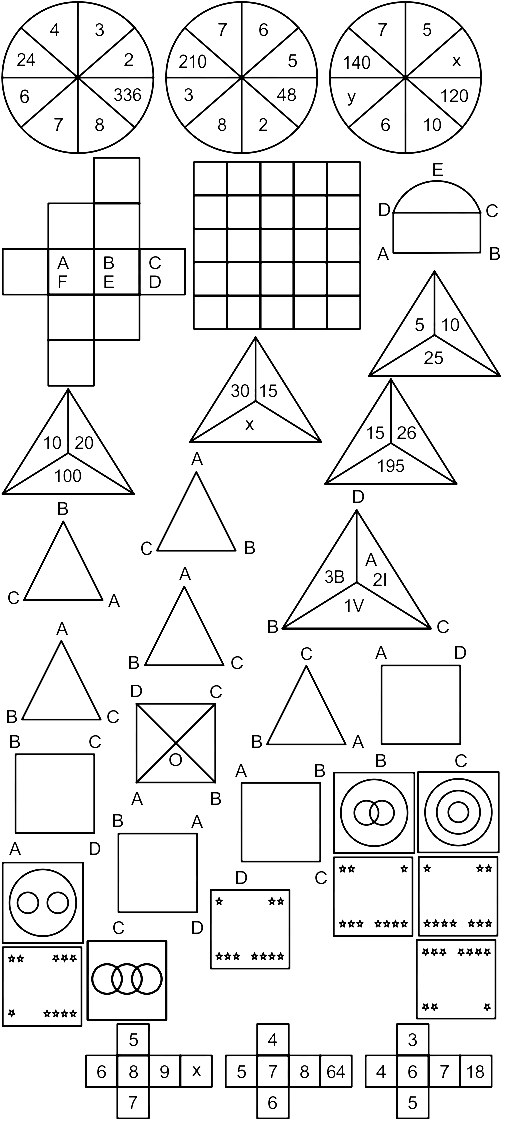 4 3 7 6 7 5
24 2 210 5 140 x
6 336 3 48 y 120
7 8 8 2 6 10
E
D C
A B
A B C
F E D
5 10
25
30 15
x
10 20
100
15 26
195
A
C B
B
C A
D
A
3B 2I
1V
B C
A
B C
A
B C
C
B A
A D
B C
D C
O
A B
B C
A D
A B
D C
B A
C D
5
6 8 9 x
7
4
5 7 8 64
6
3
4 6 7 18
5